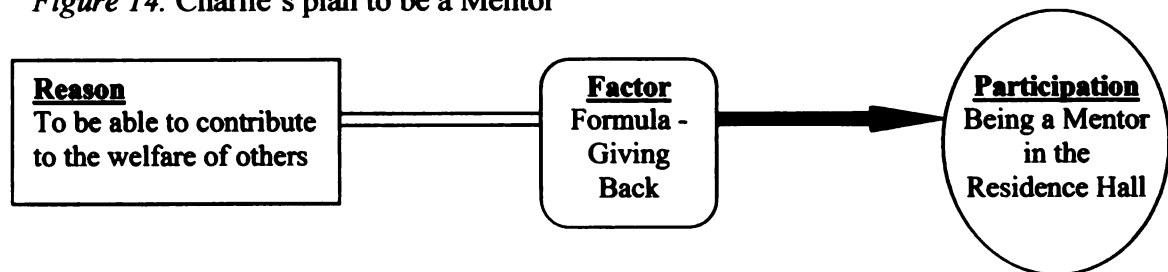 Figure 14. Charlie's plan to be a Mentor
Reason
To be able to contribute
to the welfare of others
Factor
Formula -
Giving
Back
Participation
Being a Mentor
in the
Residence Hall